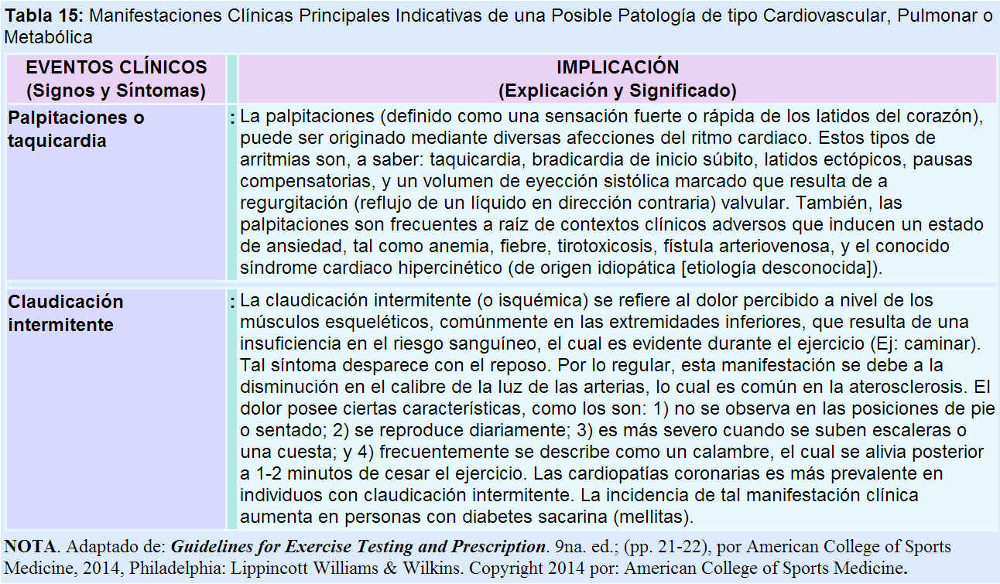 Tabla 15: Manifestaciones Clínicas Principales Indicativas de una Posible Patología de tipo Cardiovascular, Pulmonar o
Metabólica
EVENTOS CLÍNICOS
(Signos y Síntomas)
IMPLICACIÓN
(Explicación y Significado)
Palpitaciones o
taquicardia
: La palpitaciones (definido como una sensación fuerte o rápida de los latidos del corazón),
puede ser originado mediante diversas afecciones del ritmo cardiaco. Estos tipos de
arritmias son, a saber: taquicardia, bradicardia de inicio súbito, latidos ectópicos, pausas
compensatorias, y un volumen de eyección sistólica marcado que resulta de a
regurgitación (reflujo de un líquido en dirección contraria) valvular. También, las
palpitaciones son frecuentes a raíz de contextos clínicos adversos que inducen un estado
de ansiedad, tal como anemia, fiebre, tirotoxicosis, fístula arteriovenosa, y el conocido
síndrome cardiaco hipercinético (de origen idiopática [etiología desconocida]).
Claudicación
intermitente
: La claudicación intermitente (o isquémica) se refiere al dolor percibido a nivel de los
músculos esqueléticos, comúnmente en las extremidades inferiores, que resulta de una
insuficiencia en el riesgo sanguíneo, el cual es evidente durante el ejercicio (Ej: caminar).
Tal síntoma desparece con el reposo. Por lo regular, esta manifestación se debe a la
disminución en el calibre de la luz de las arterias, lo cual es común en la aterosclerosis. El
dolor posee ciertas características, como los son: 1) no se observa en las posiciones de pie
o sentado; 2) se reproduce diariamente; 3) es más severo cuando se suben escaleras o
una cuesta; y 4) frecuentemente se describe como un calambre, el cual se alivia posterior
a 1-2 minutos de cesar el ejercicio. Las cardiopatías coronarias es más prevalente en
individuos con claudicación intermitente. La incidencia de tal manifestación clínica
aumenta en personas con diabetes sacarina (mellitas).
NOTA. Adaptado de: Guidelines for Exercise Testing and Prescription. 9na. ed.; (pp. 21-22), por American College of Sports
Medicine, 2014, Philadelphia: Lippincott Williams & Wilkins. Copyright 2014 por: American College of Sports Medicine.